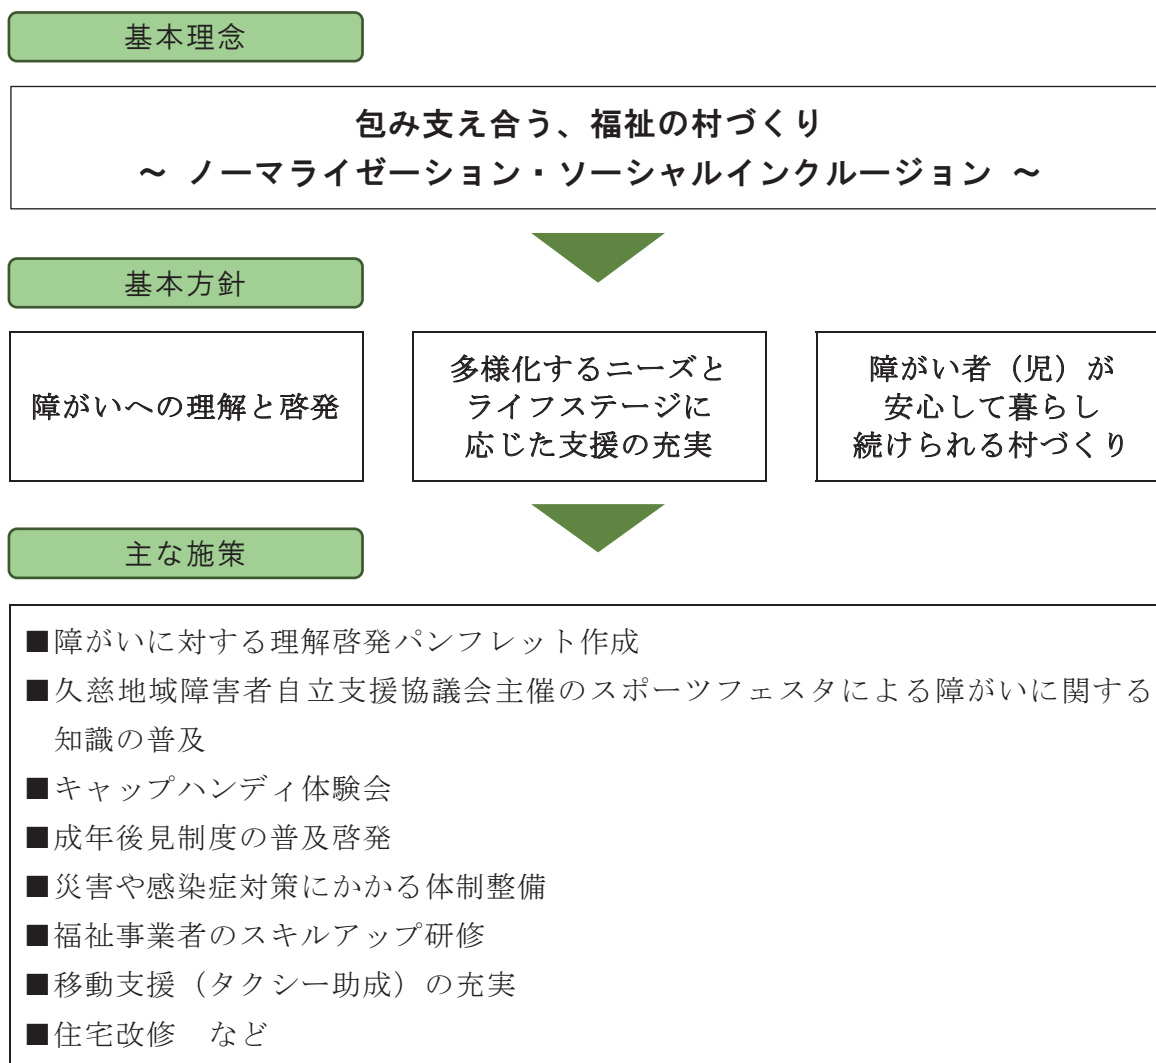 基本理念
包み支え合う、福祉の村づくり
～ ノーマライゼーション・ソーシャルインクルージョン ～
基本方針
障がいへの理解と啓発
多様化するニーズと
ライフステージに
応じた支援の充実
障がい者（児）が
安心して暮らし
続けられる村づくり
主な施策
■障がいに対する理解啓発パンフレット作成
■久慈地域障害者自立支援協議会主催のスポーツフェスタによる障がいに関する
知識の普及
■キャップハンディ体験会
■成年後見制度の普及啓発
■災害や感染症対策にかかる体制整備
■福祉事業者のスキルアップ研修
■移動支援（タクシー助成）の充実
■住宅改修　など